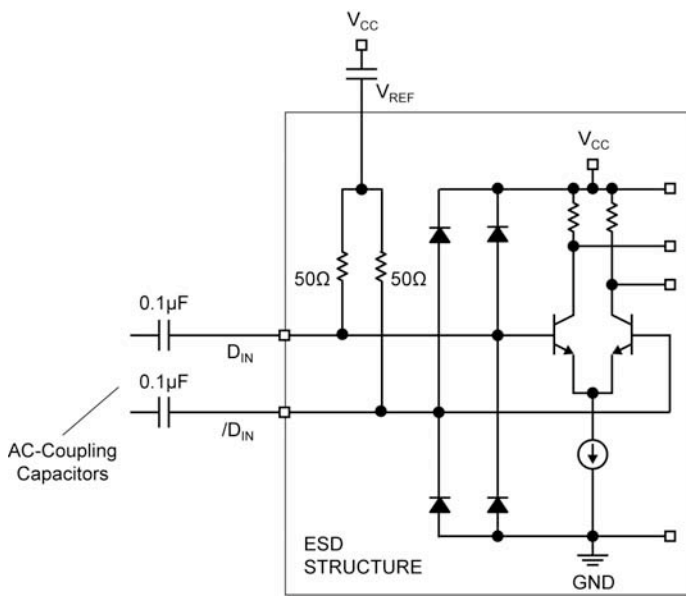 VCC
VREF
VCC
50Ω
50Ω
0.1μF
DIN
0.1μF
/DIN
AC-Coupling
Capacitors
ESD
STRUCTURE
GND